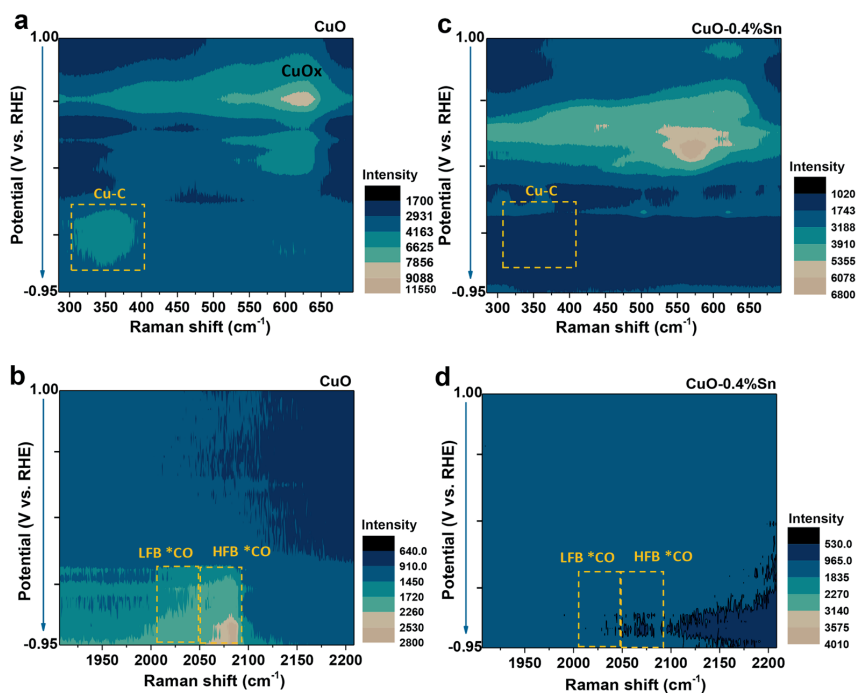 a
CuO
1.00
CuOx
Cu-C
Potential (V vs. RHE)
-0.95
300 350 400 450 500 550 600 650
Raman shift (cm-1)
Intensity
1700
2931
4163
6625
7856
9088
11550
c
CuO-0.4%Sn
1.00
Cu-C
Potential (V vs. RHE)
-0.95
300 350 400 450 500 550 600 650
Raman shift (cm-1)
Intensity
1020
1743
3188
3910
5355
6078
6800
b
CuO
1.00
LFB *CO HFB *CO
Potential (V vs. RHE)
-0.95
1950 2000 2050 2100 2150 2200
Raman shift (cm-1)
Intensity
640.0
910.0
1450
1720
2260
2530
2800
d
CuO-0.4%Sn
1.00
LFB *CO HFB *CO
Potential (V vs. RHE)
-0.95
1950 2000 2050 2100 2150 2200
Raman shift (cm-1)
Intensity
530.0
965.0
1835
2270
3140
3575
4010